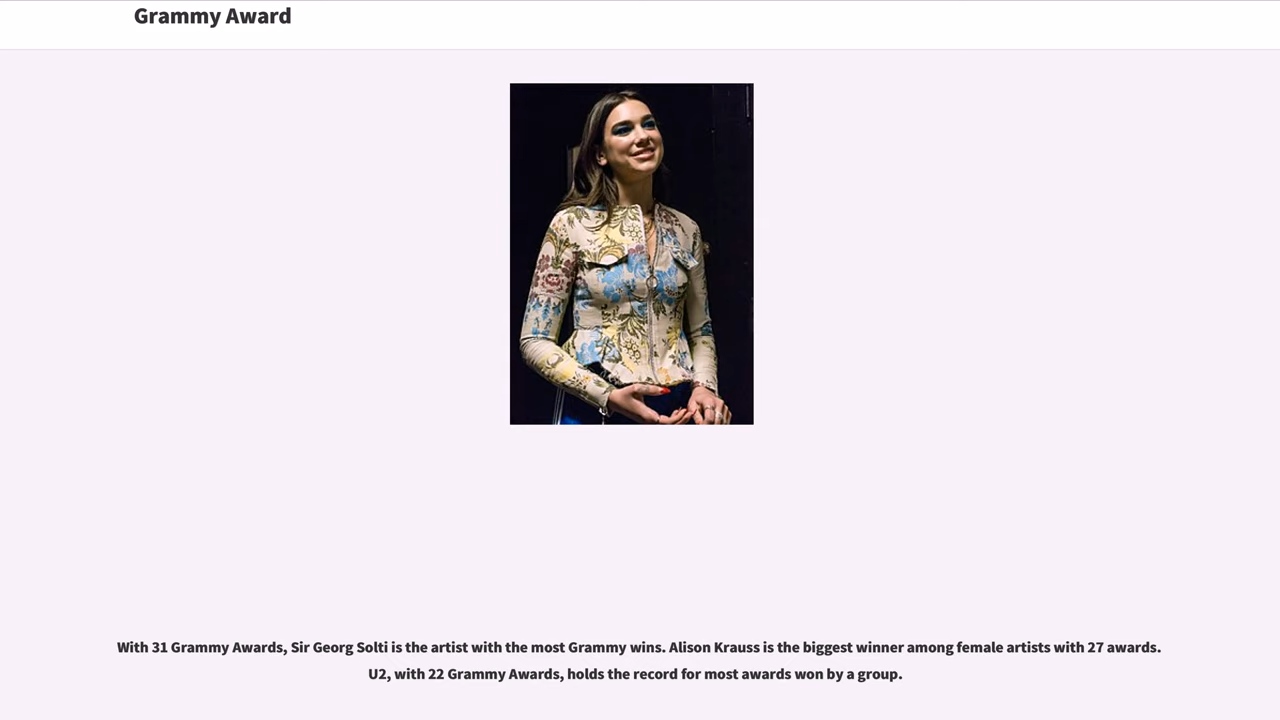 Grammy Award
With 31 Grammy Awards, Sir Georg Solti is the artist with the most Grammy wins. Alison Krauss is the biggest winner among female artists with 27 awards.
U2, with 22 Grammy Awards, holds the record for most awards won by a group.